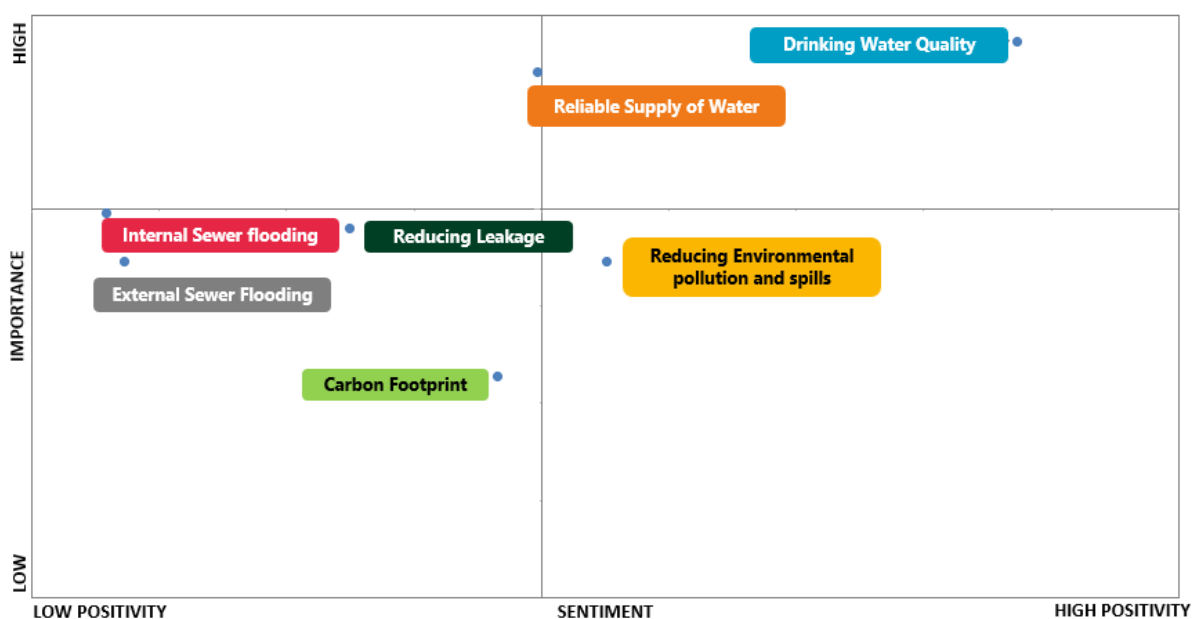 HIGH
Drinking Water Quality
Reliable Supply of Water
Internal Sewer flooding
Reducing Leakage
Reducing Environmental
pollution and spills
External Sewer Flooding
IMPORTANCE
Carbon Footprint
LOW
LOW POSITIVITY
SENTIMENT
HIGH POSITIVITY